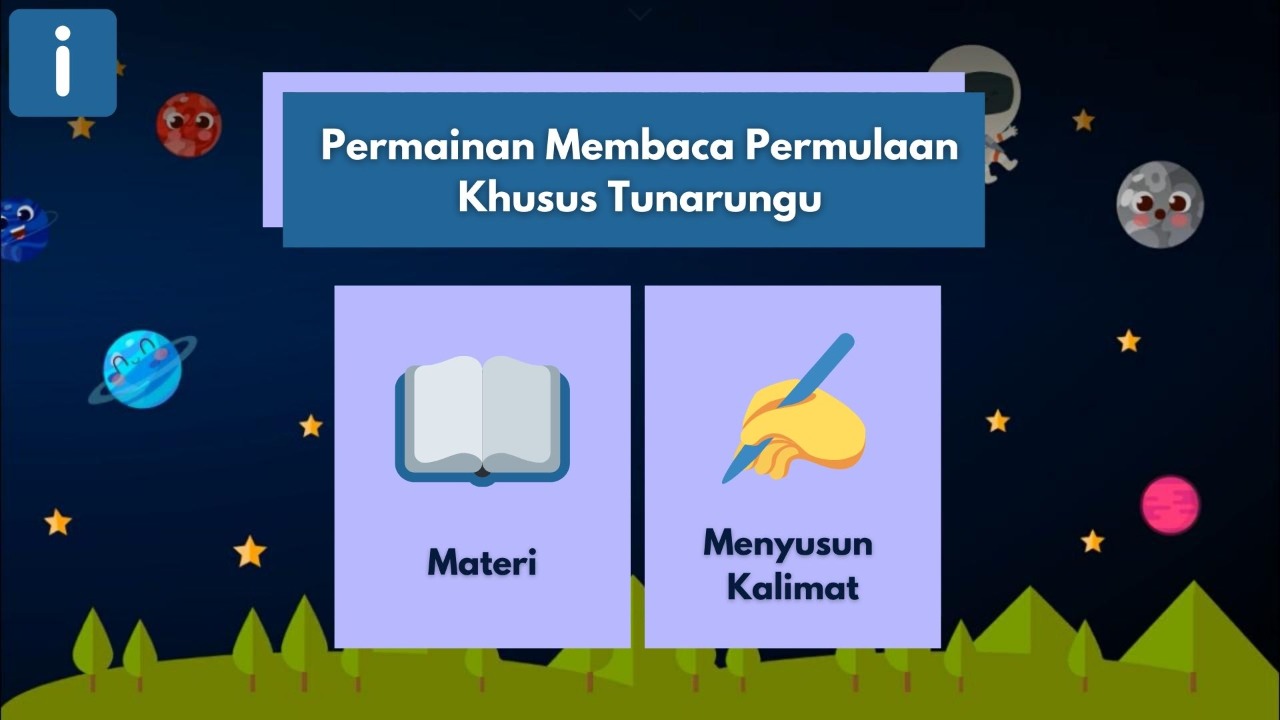 i
Permainan Membaca Permulaan
Khusus Tunarungu
Materi
Menyusun
Kalimat